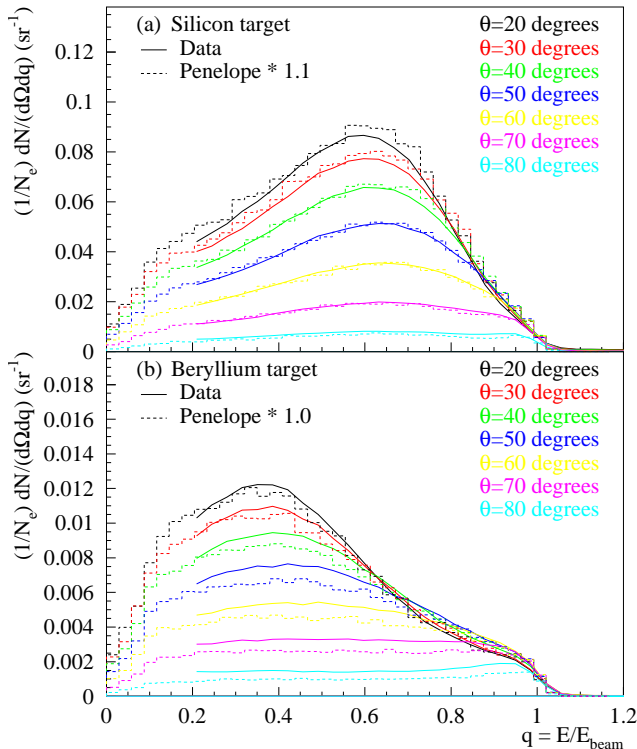 (a) Silicon target
Data
Penelope * 1.1
θ=20 degrees
θ=30 degrees
θ=40 degrees
θ=50 degrees
θ=60 degrees
θ=70 degrees
θ=80 degrees
(1/N_e) dN/(dΩdq) (sr⁻¹)
0.12
0.1
0.08
0.06
0.04
0.02
0
(b) Beryllium target
Data
Penelope * 1.0
θ=20 degrees
θ=30 degrees
θ=40 degrees
θ=50 degrees
θ=60 degrees
θ=70 degrees
θ=80 degrees
(1/N_e) dN/(dΩdq) (sr⁻¹)
0.018
0.016
0.014
0.012
0.01
0.008
0.006
0.004
0.002
0
0 0.2 0.4 0.6 0.8 1 1.2
q = E/E_beam